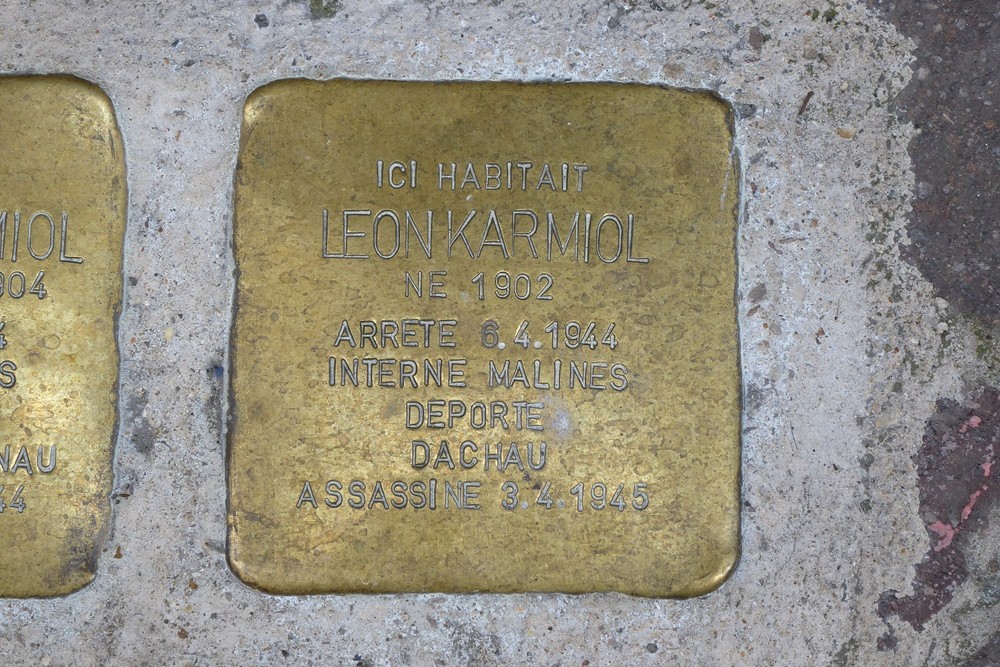 ICI HABITAIT
LEON KARMIOL
NE 1902
ARRETE 6.4.1944
INTERNE MALINES
DEPORTE
DACHAU
ASSASSINE 3.4.1945